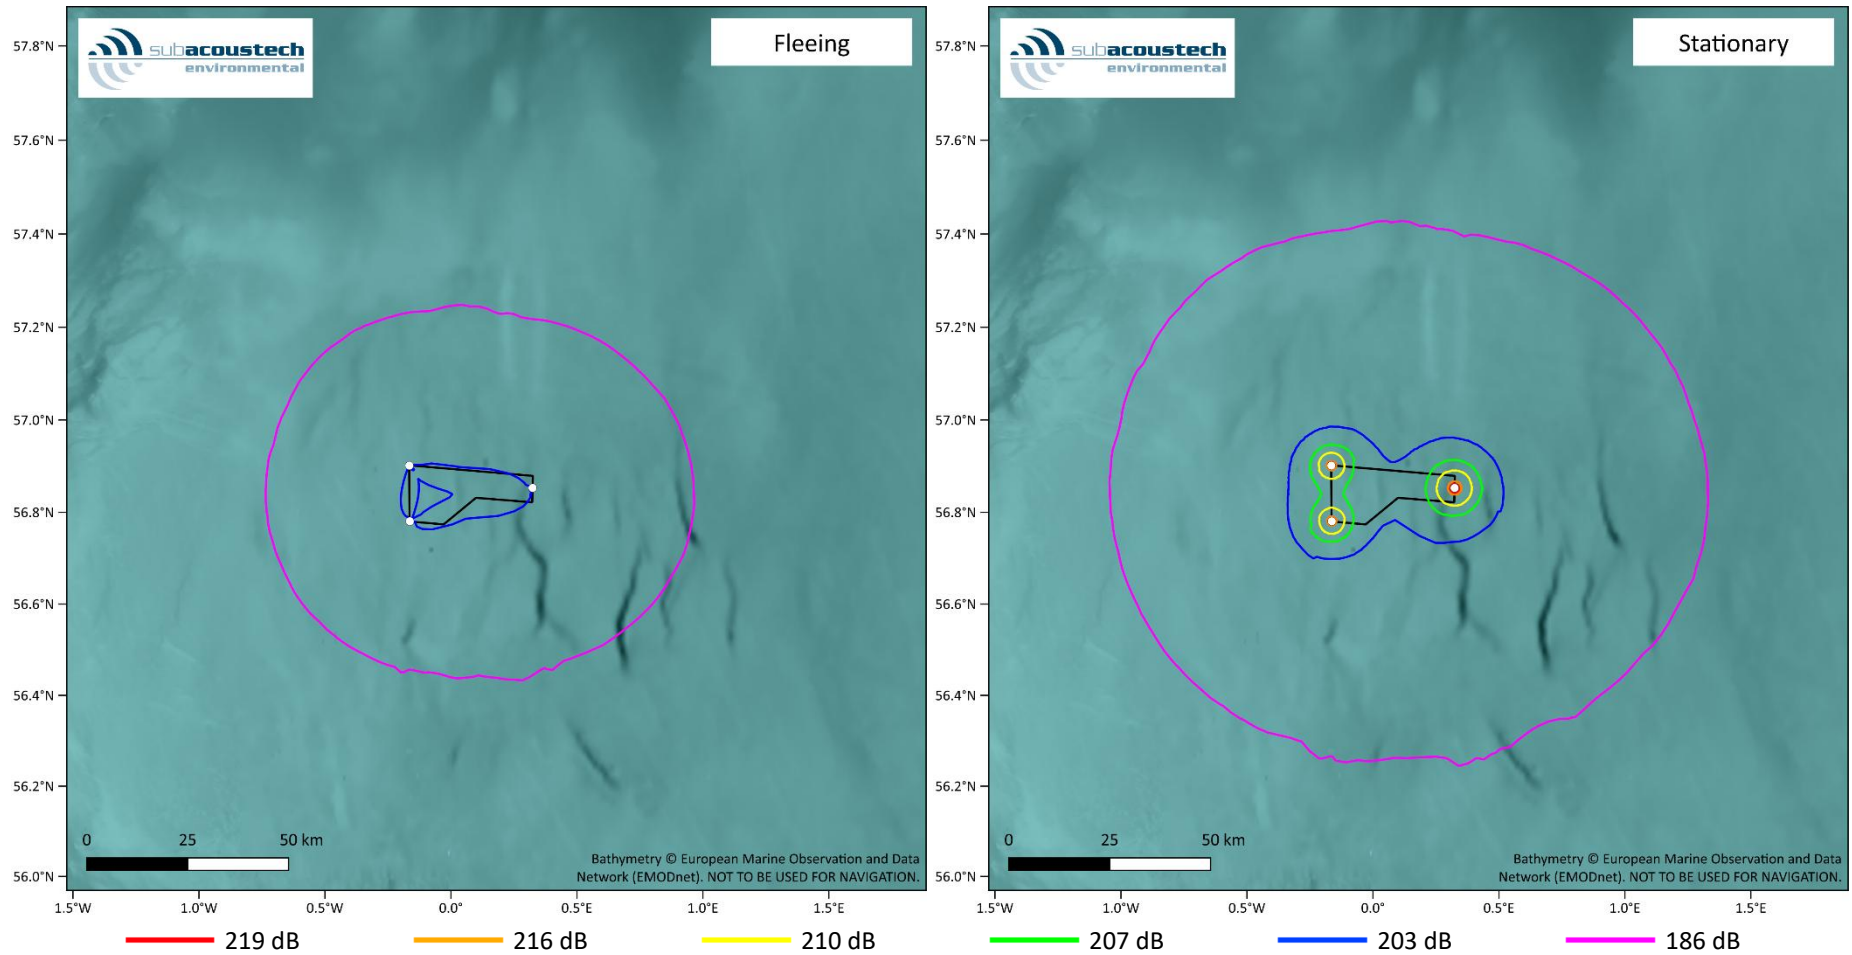 subacoustech
environmental
Fleeing
57.8°N
57.6°N
57.4°N
57.2°N
57.0°N
56.8°N
56.6°N
56.4°N
56.2°N
56.0°N
0 25 50 km
Bathymetry © European Marine Observation and Data
Network (EMODnet). NOT TO BE USED FOR NAVIGATION.
1.5°W 1.0°W 0.5°W 0.0° 0.5°E 1.0°E 1.5°E
subacoustech
environmental
Stationary
57.8°N
57.6°N
57.4°N
57.2°N
57.0°N
56.8°N
56.6°N
56.4°N
56.2°N
56.0°N
0 25 50 km
Bathymetry © European Marine Observation and Data
Network (EMODnet). NOT TO BE USED FOR NAVIGATION.
1.5°W 1.0°W 0.5°W 0.0° 0.5°E 1.0°E 1.5°E
219 dB 216 dB 210 dB 207 dB 203 dB 186 dB